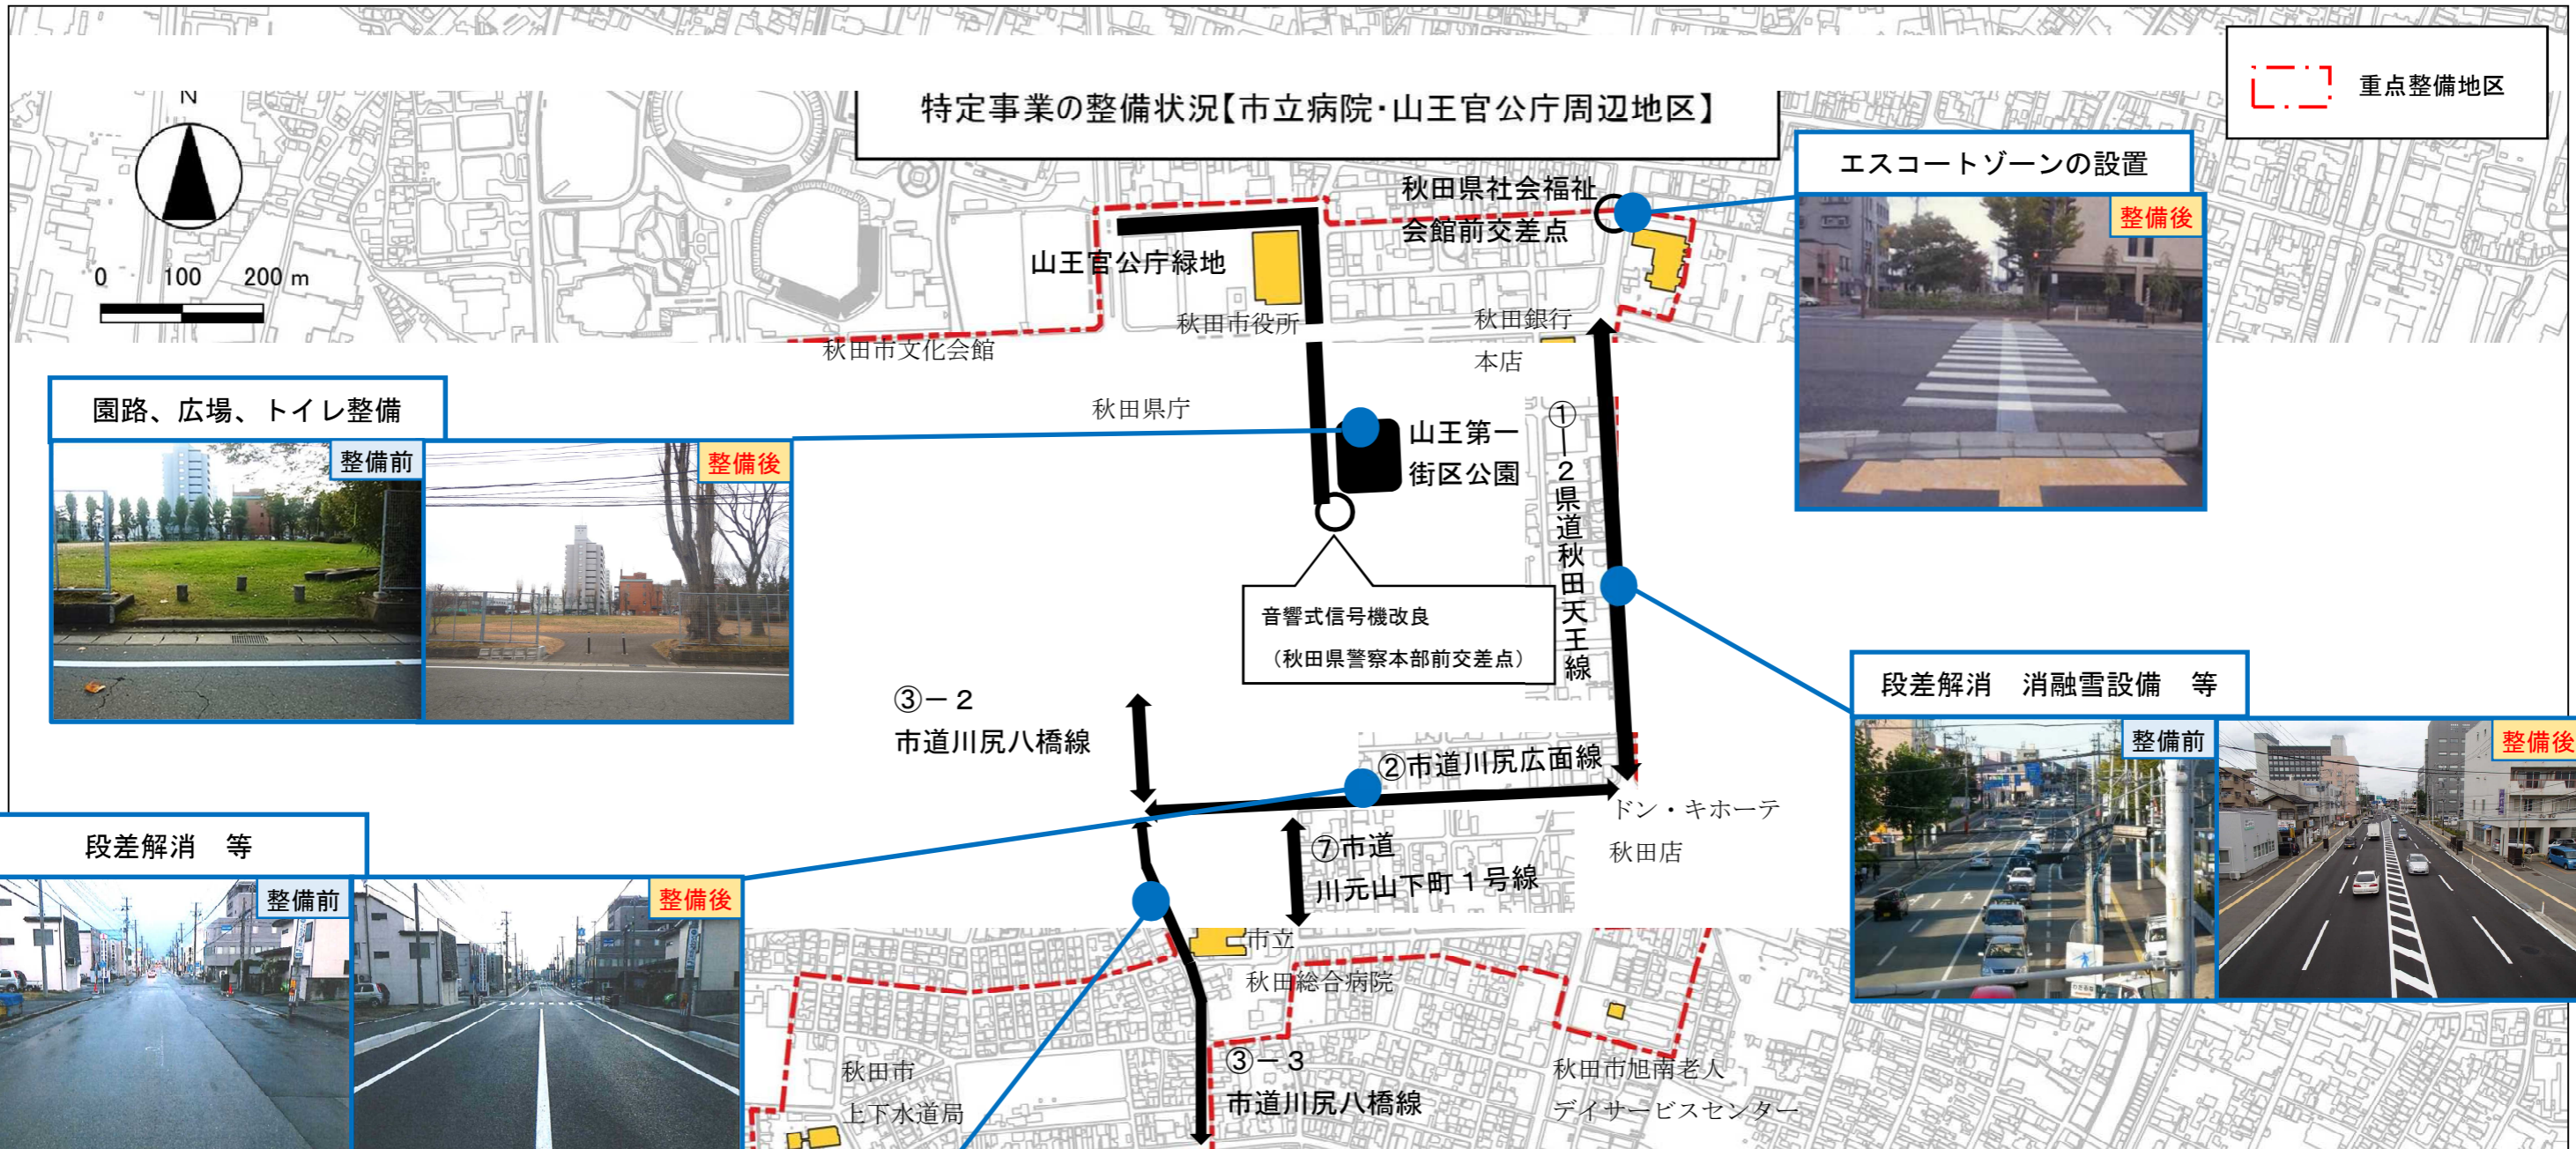 重点整備地区
特定事業の整備状況【市立病院・山王官公庁周辺地区】
N
0 100 200 m
エスコートゾーンの設置
整備後
秋田県社会福祉
会館前交差点
山王官公庁緑地
秋田市役所
秋田銀行
本店
秋田市文化会館
秋田県庁
園路、広場、トイレ整備
整備前
整備後
山王第一
街区公園
①―2県道秋田天王線
音響式信号機改良
（秋田県警察本部前交差点）
段差解消　消融雪設備　等
整備前
整備後
③－２
市道川尻八橋線
②市道川尻広面線
ドン・キホーテ
秋田店
⑦市道
川元山下町１号線
段差解消　等
整備前
整備後
市立
秋田総合病院
③－３
市道川尻八橋線
秋田市
上下水道局
秋田市旭南老人
デイサービスセンター